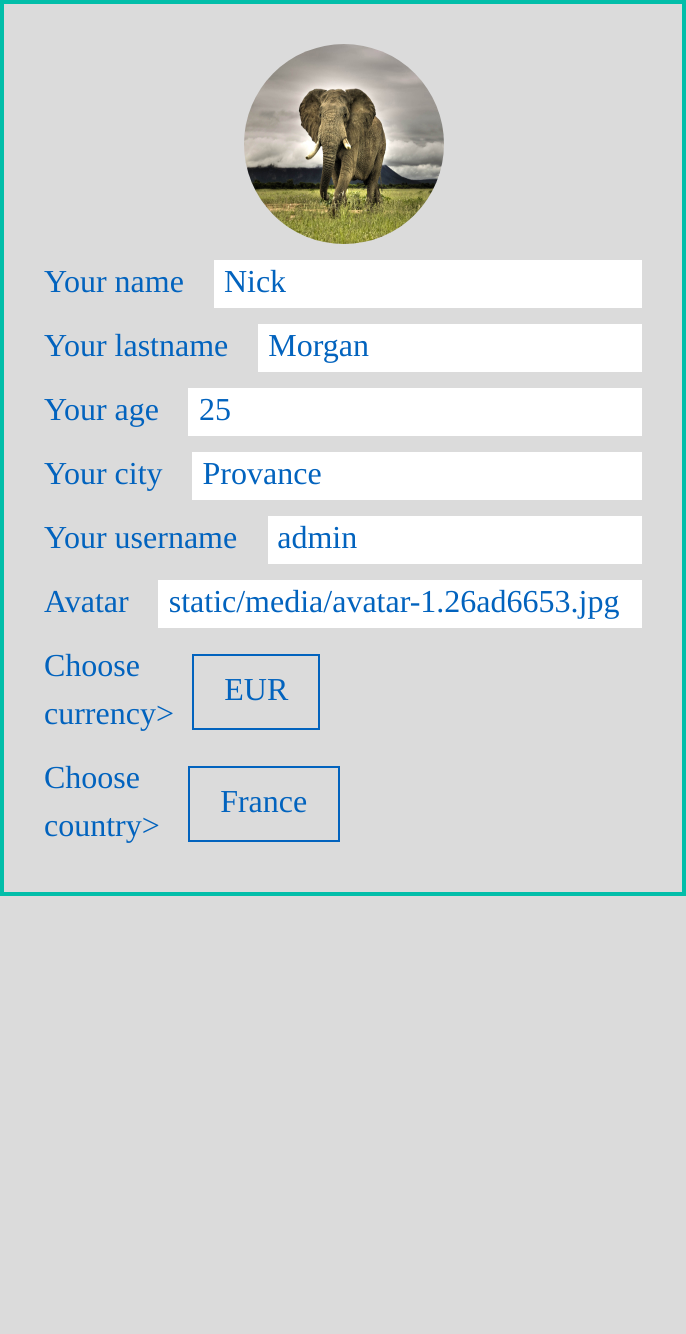 Your name Nick
Your lastname Morgan
Your age 25
Your city Provance
Your username admin
Avatar static/media/avatar-1.26ad6653.jpg
Choose
currency> EUR
Choose
country> France